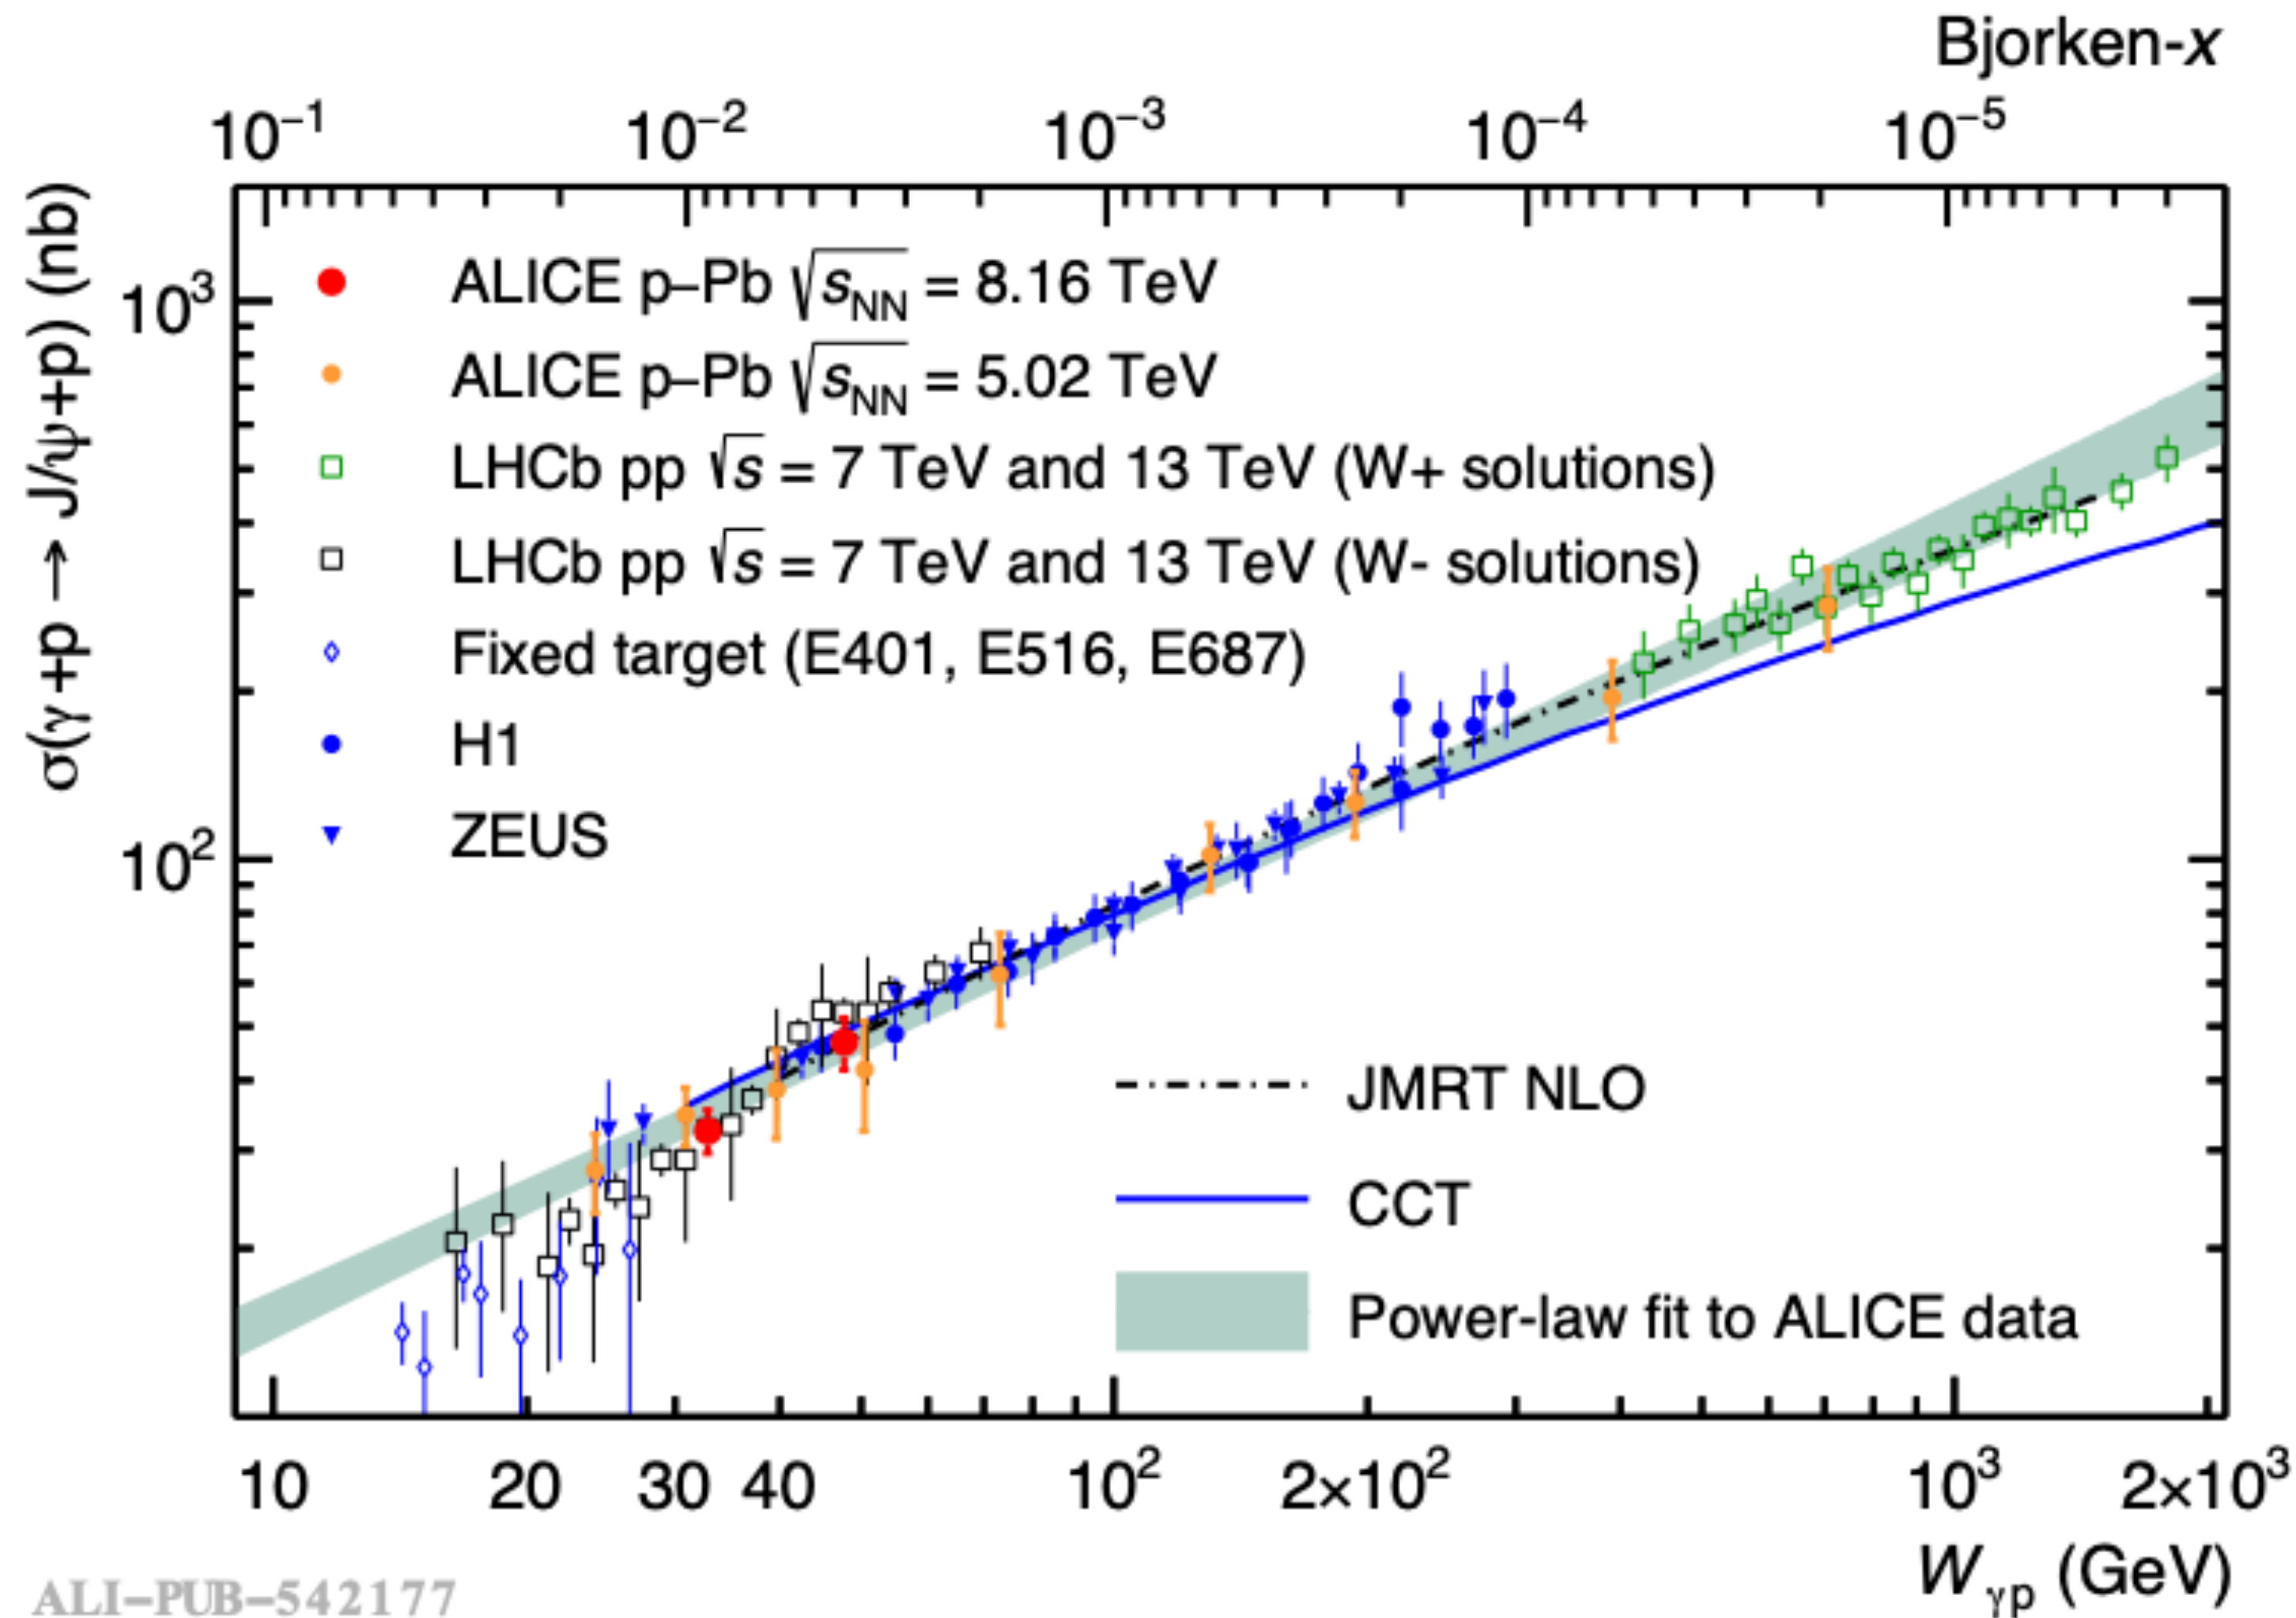 Bjorken-x
10⁻¹ 10⁻² 10⁻³ 10⁻⁴ 10⁻⁵
σ(γ+p → J/ψ+p) (nb)
10³
10²
ALICE p–Pb √sNN = 8.16 TeV
ALICE p–Pb √sNN = 5.02 TeV
LHCb pp √s = 7 TeV and 13 TeV (W+ solutions)
LHCb pp √s = 7 TeV and 13 TeV (W- solutions)
Fixed target (E401, E516, E687)
H1
ZEUS
JMRT NLO
CCT
Power-law fit to ALICE data
10 20 30 40 10² 2×10² 10³ 2×10³
Wγp (GeV)
ALI−PUB−542177